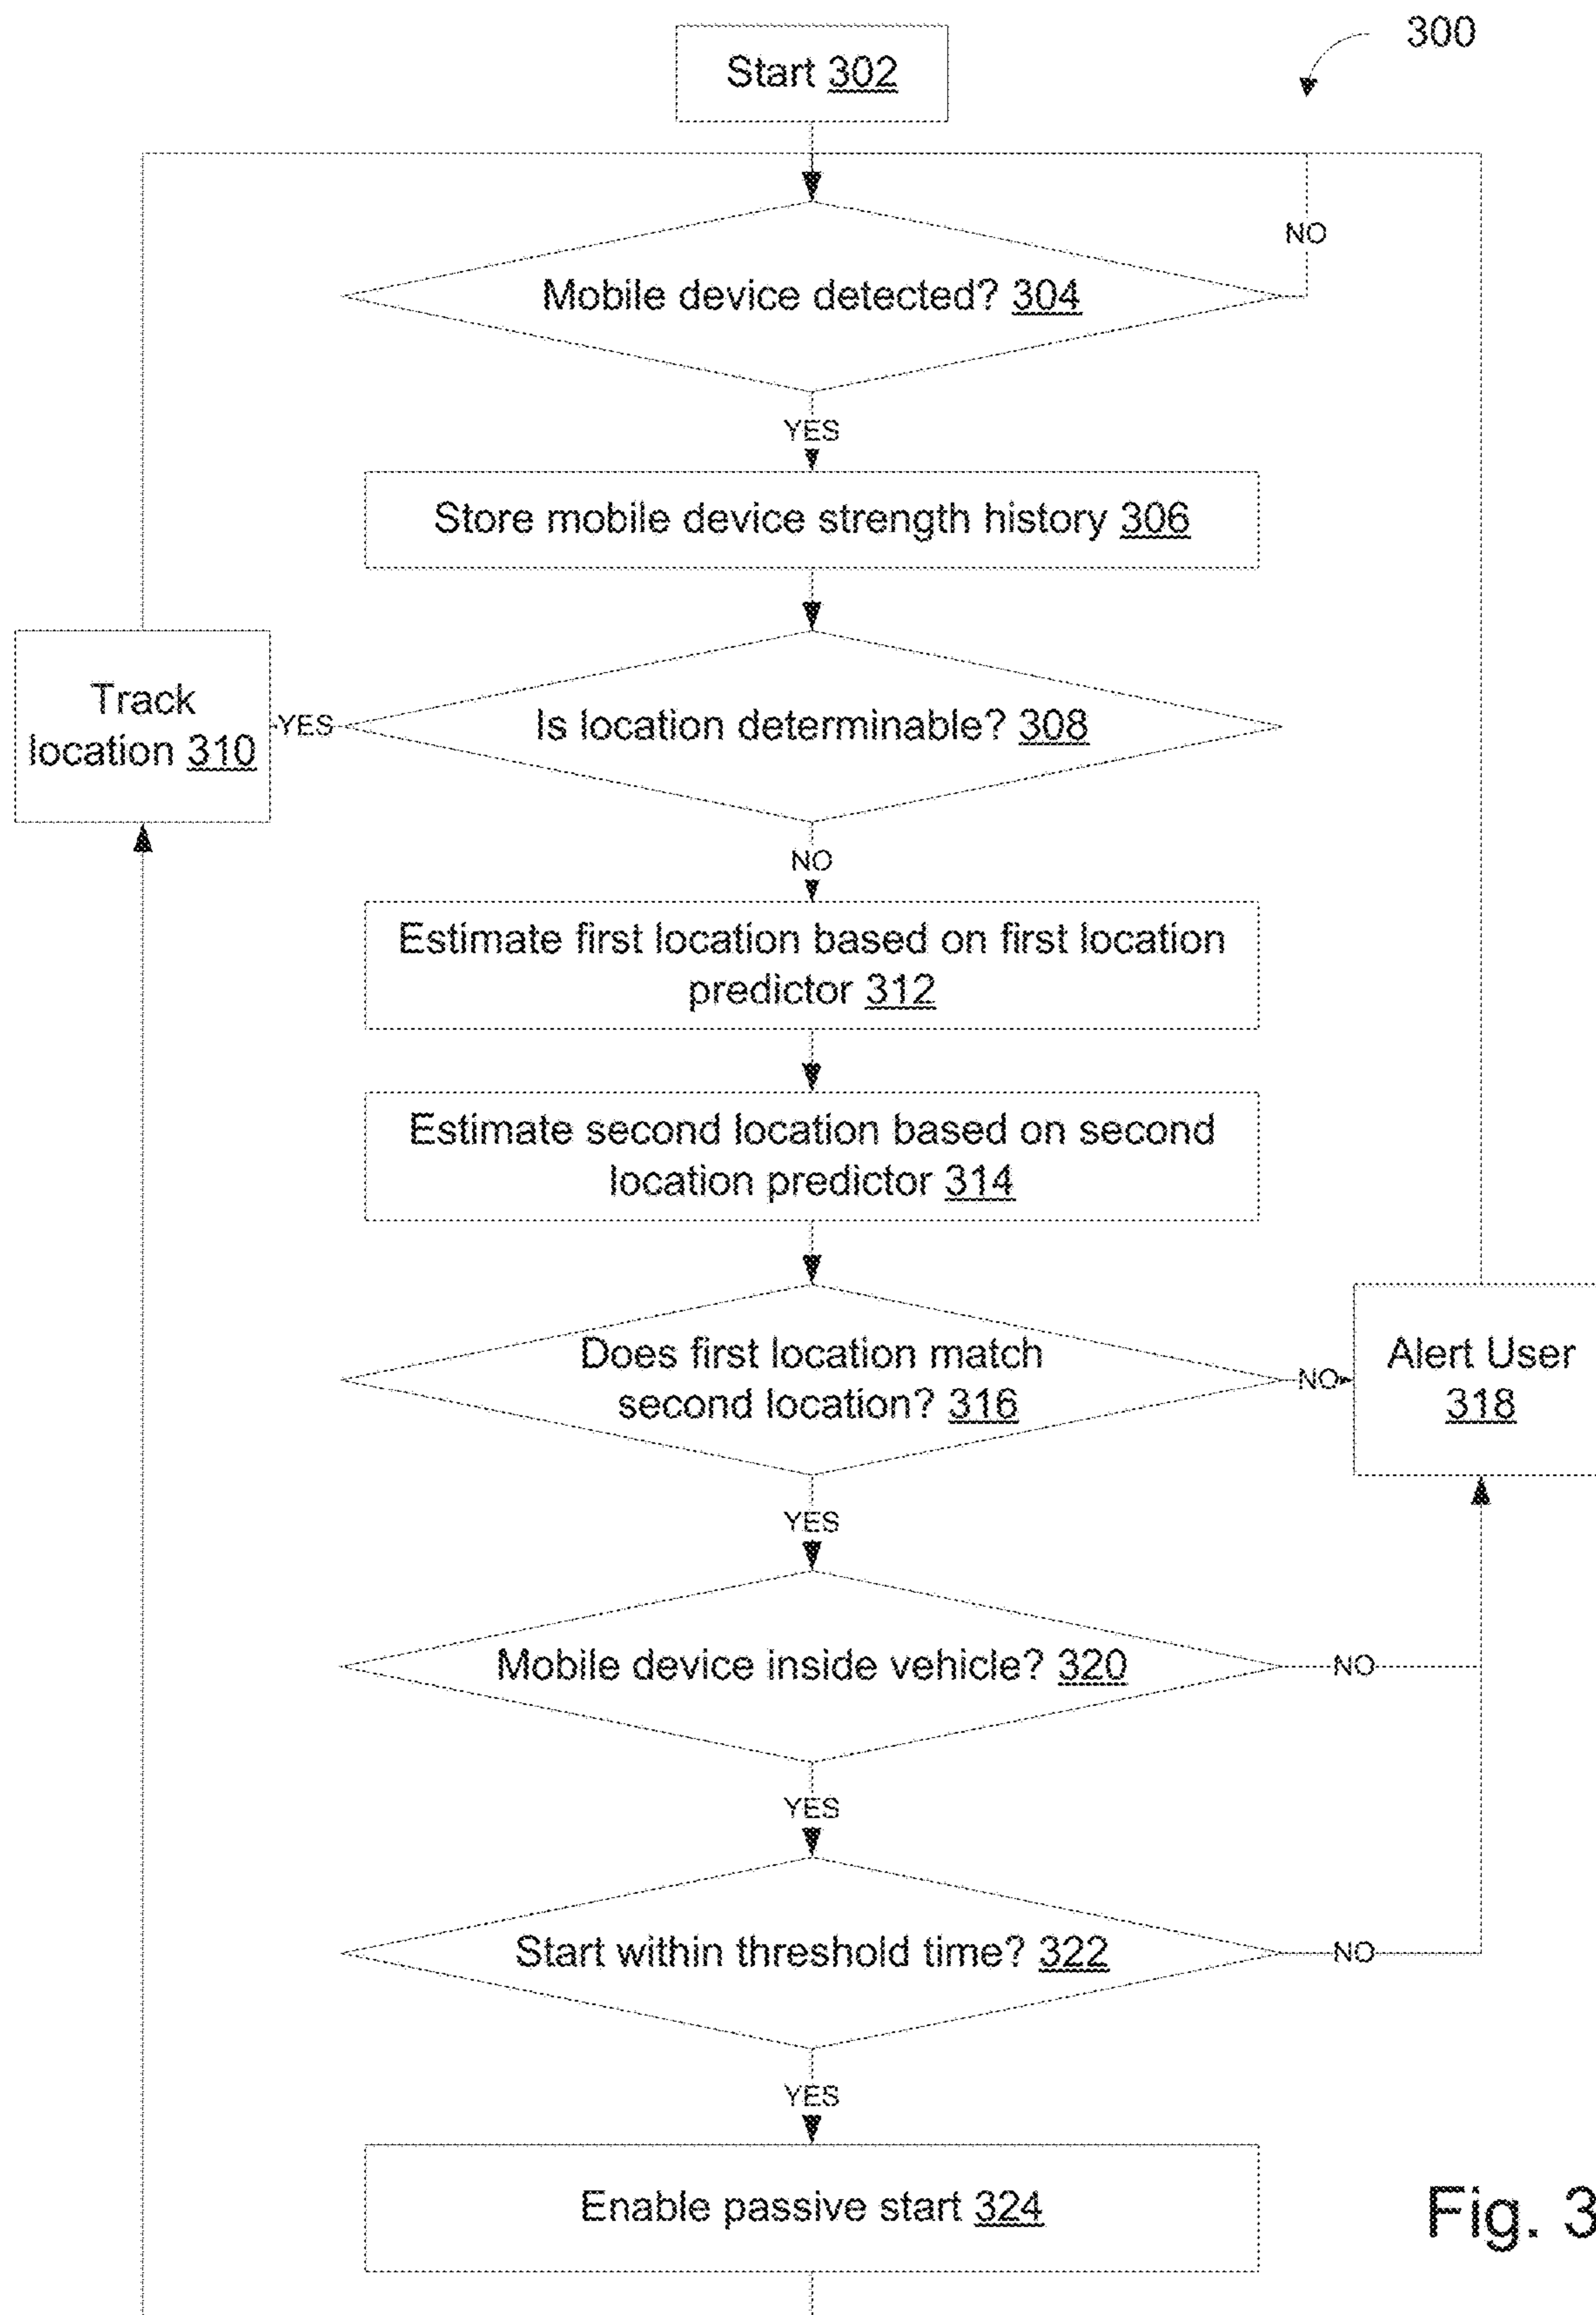 300
Start 302
NO
Mobile device detected? 304
YES
Store mobile device strength history 306
Track
location 310
YES
Is location determinable? 308
NO
Estimate first location based on first location
predictor 312
Estimate second location based on second
location predictor 314
Does first location match
second location? 316
NO
Alert User
318
YES
Mobile device inside vehicle? 320
NO
YES
Start within threshold time? 322
NO
YES
Enable passive start 324
Fig. 3